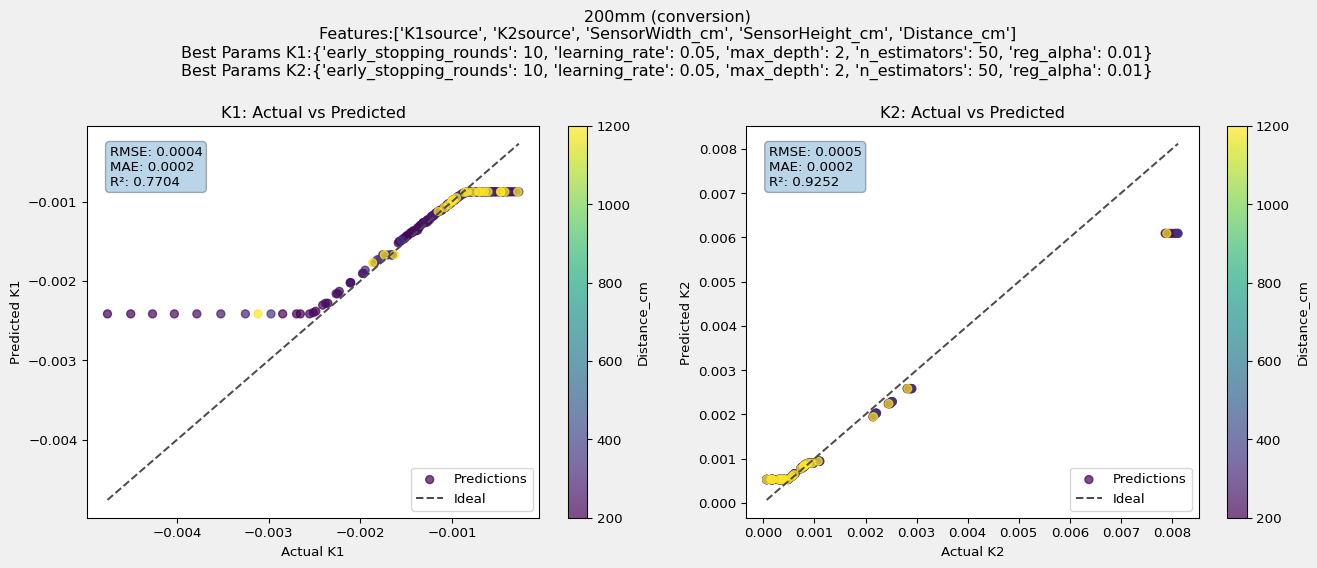 200mm (conversion)
Features:['K1source', 'K2source', 'SensorWidth_cm', 'SensorHeight_cm', 'Distance_cm']
Best Params K1:{'early_stopping_rounds': 10, 'learning_rate': 0.05, 'max_depth': 2, 'n_estimators': 50, 'reg_alpha': 0.01}
Best Params K2:{'early_stopping_rounds': 10, 'learning_rate': 0.05, 'max_depth': 2, 'n_estimators': 50, 'reg_alpha': 0.01}
K1: Actual vs Predicted
RMSE: 0.0004
MAE: 0.0002
R²: 0.7704
−0.001
−0.002
−0.003
−0.004
Predicted K1
−0.004 −0.003 −0.002 −0.001
Actual K1
Predictions
Ideal
1200
1000
800
600
400
200
Distance_cm
K2: Actual vs Predicted
RMSE: 0.0005
MAE: 0.0002
R²: 0.9252
0.008
0.007
0.006
0.005
0.004
0.003
0.002
0.001
0.000
Predicted K2
0.000 0.001 0.002 0.003 0.004 0.005 0.006 0.007 0.008
Actual K2
Predictions
Ideal
1200
1000
800
600
400
200
Distance_cm